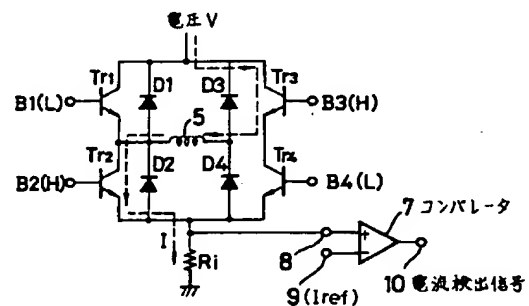 電圧V
Tr1
D1
D3
Tr3
B1(L)
5
B3(H)
Tr2
D2
D4
Tr4
B2(H)
B4(L)
I
Ri
7 コンパレータ
8
9(Iref)
10 電流検出信号